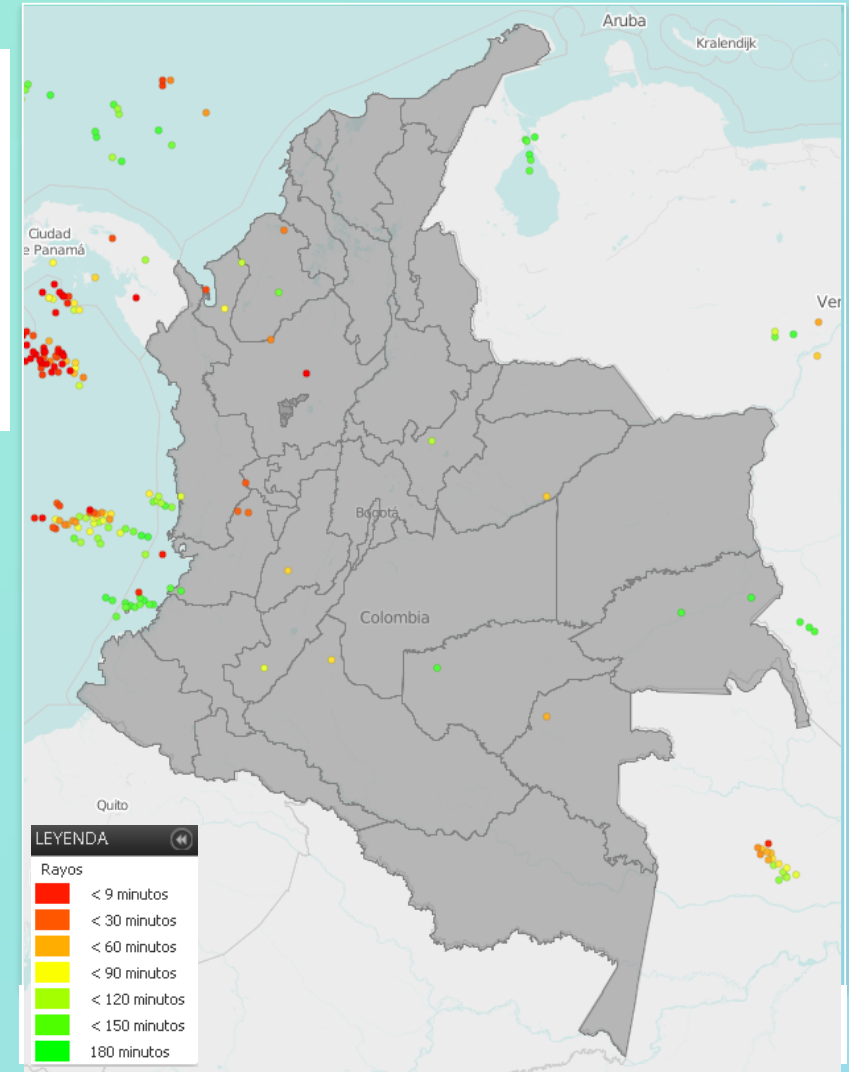 Aruba
Kralendijk
Ciudad
e Panamá
Ver
Bogotá
Colombia
Quito
LEYENDA
Rayos
< 9 minutos
< 30 minutos
< 60 minutos
< 90 minutos
< 120 minutos
< 150 minutos
180 minutos